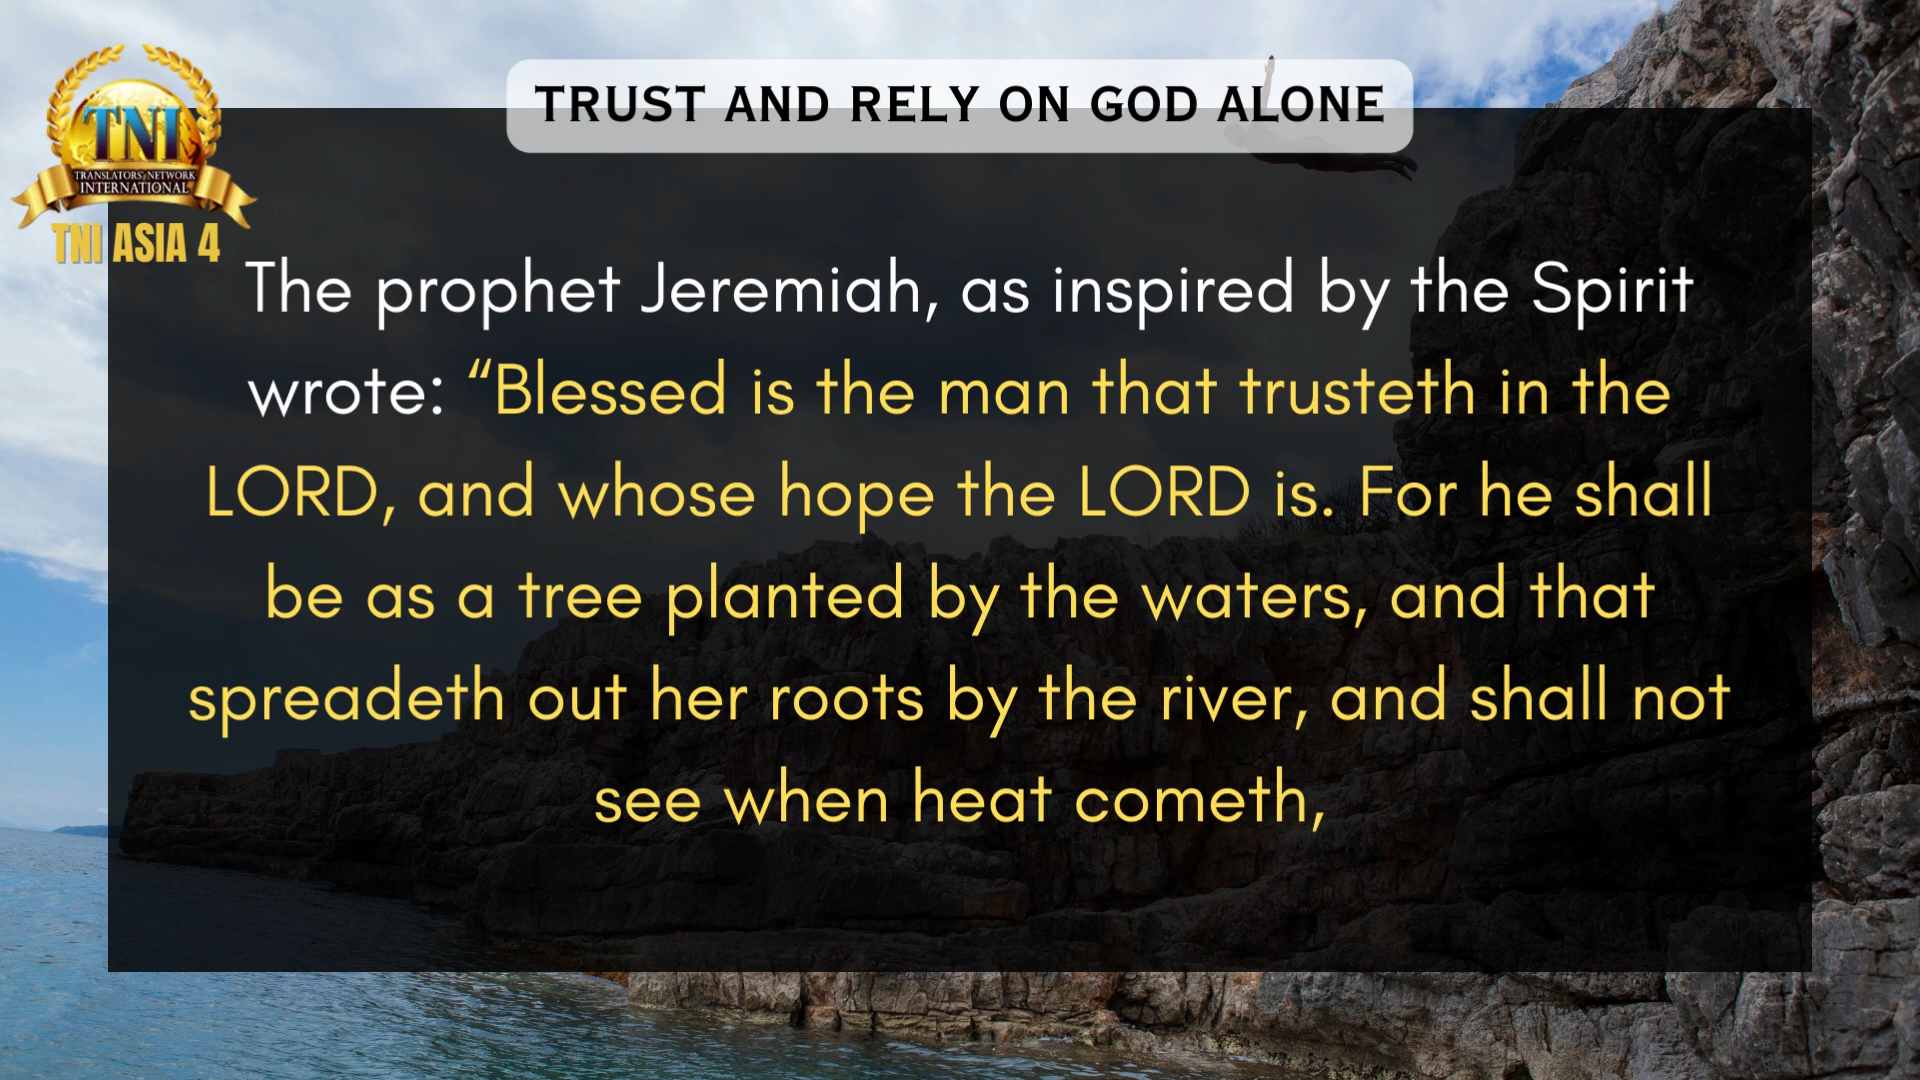 TRUST AND RELY ON GOD ALONE
TNI
TRANSLATORS' NETWORK
INTERNATIONAL
TNI ASIA 4
The prophet Jeremiah, as inspired by the Spirit
wrote: “Blessed is the man that trusteth in the
LORD, and whose hope the LORD is. For he shall
be as a tree planted by the waters, and that
spreadeth out her roots by the river, and shall not
see when heat cometh,